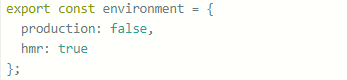 export const environment = {
  production: false,
  hmr: true
};